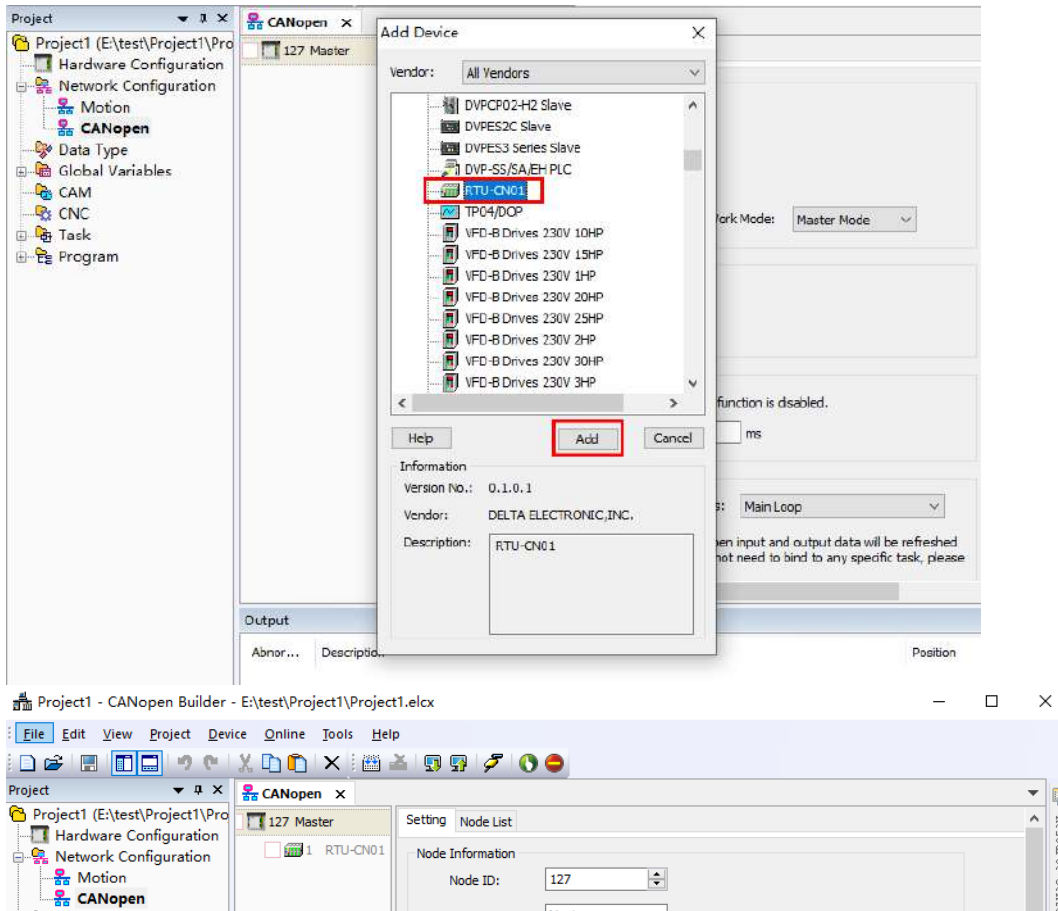 Project
CANopen
Project1 (E:\test\Project1\Pro
Hardware Configuration
Network Configuration
Motion
CANopen
Data Type
Global Variables
CAM
CNC
Task
Program
127 Master
Add Device
Vendor: All Vendors
DVPCP02-H2 Slave
DVPES2C Slave
DVPES3 Series Slave
DVP-SS/SA/EH PLC
RTU-CN01
TP04/DOP
VFD-B Drives 230V 10HP
VFD-B Drives 230V 15HP
VFD-B Drives 230V 1HP
VFD-B Drives 230V 20HP
VFD-B Drives 230V 25HP
VFD-B Drives 230V 2HP
VFD-B Drives 230V 30HP
VFD-B Drives 230V 3HP
Help Add Cancel
Information
Version No.: 0.1.0.1
Vendor: DELTA ELECTRONIC,INC.
Description: RTU-CN01
Work Mode: Master Mode
function is disabled.
ms
Main Loop
en input and output data will be refreshed
not need to bind to any specific task, please
Output
Abnor... Descriptio
Position
Project1 - CANopen Builder - E:\test\Project1\Project1.elcx
File Edit View Project Device Online Tools Help
Project
CANopen
Project1 (E:\test\Project1\Pro
Hardware Configuration
Network Configuration
Motion
CANopen
127 Master
1 RTU-CN01
Setting Node List
Node Information
Node ID: 127